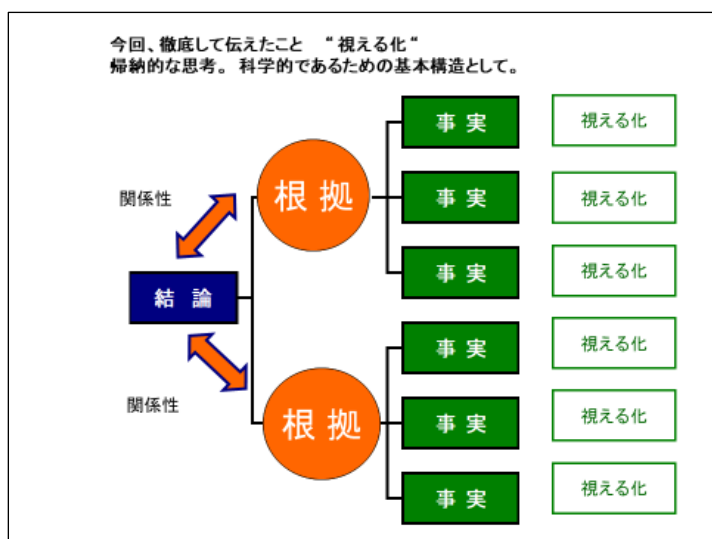 今回、徹底して伝えたこと “視える化“
帰納的な思考。 科学的であるための基本構造として。
事 実
視える化
根 拠
関係性
事 実
視える化
事 実
視える化
結 論
事 実
視える化
関係性
根 拠
事 実
視える化
事 実
視える化